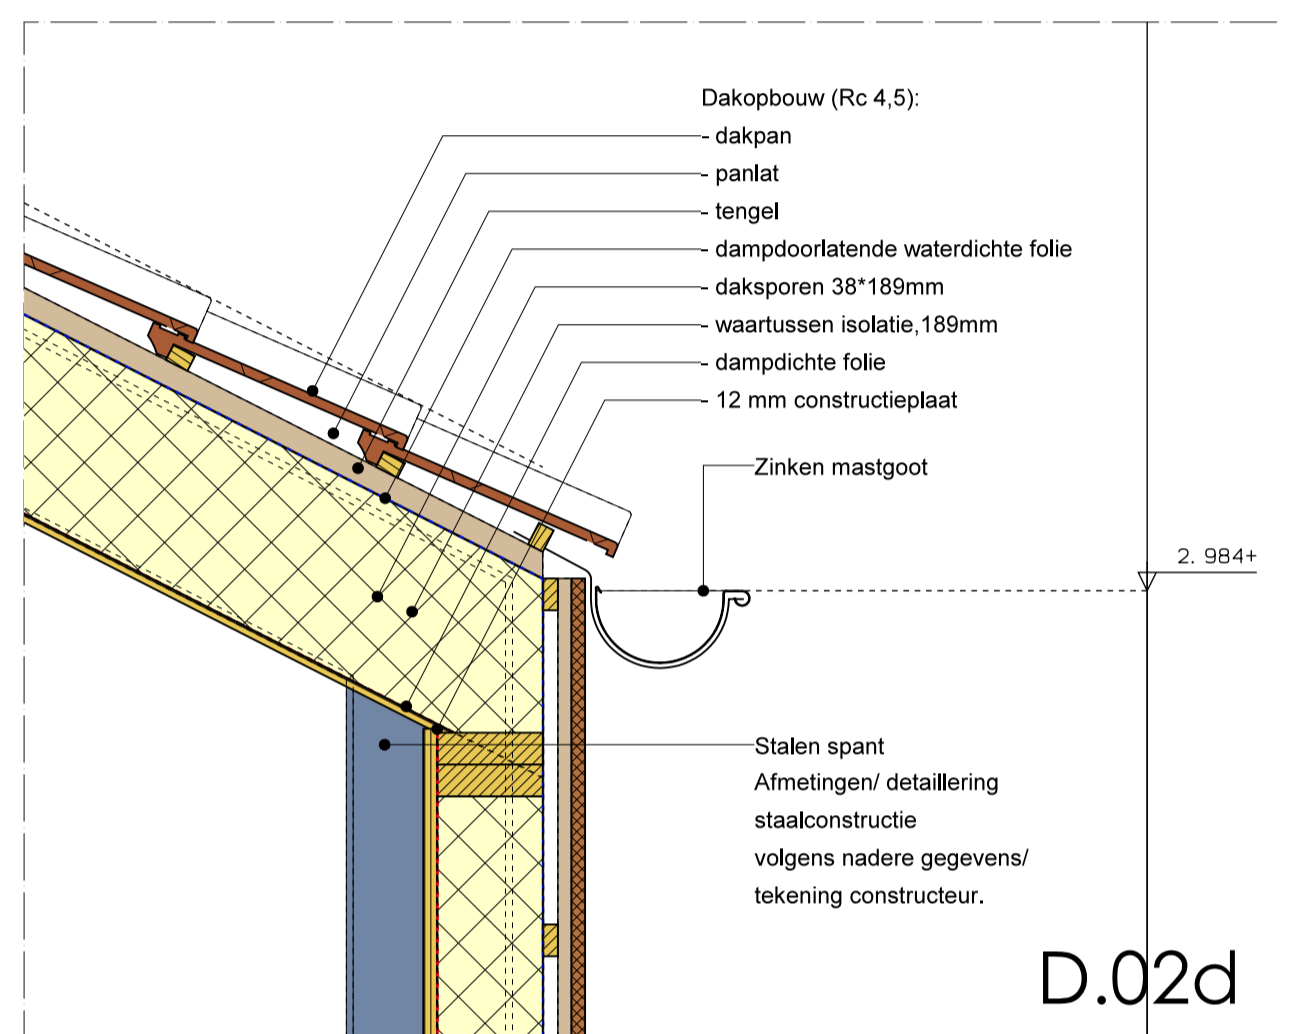 Dakopbouw (Rc 4,5):
- dakpan
- panlat
- tengel
- dampdoorlatende waterdichte folie
- daksporen 38*189mm
- waartussen isolatie,189mm
- dampdichte folie
- 12 mm constructieplaat
Zinken mastgoot
2.984+
Stalen spant
Afmetingen/ detaillering
staalconstructie
volgens nadere gegevens/
tekening constructeur.
D.02d